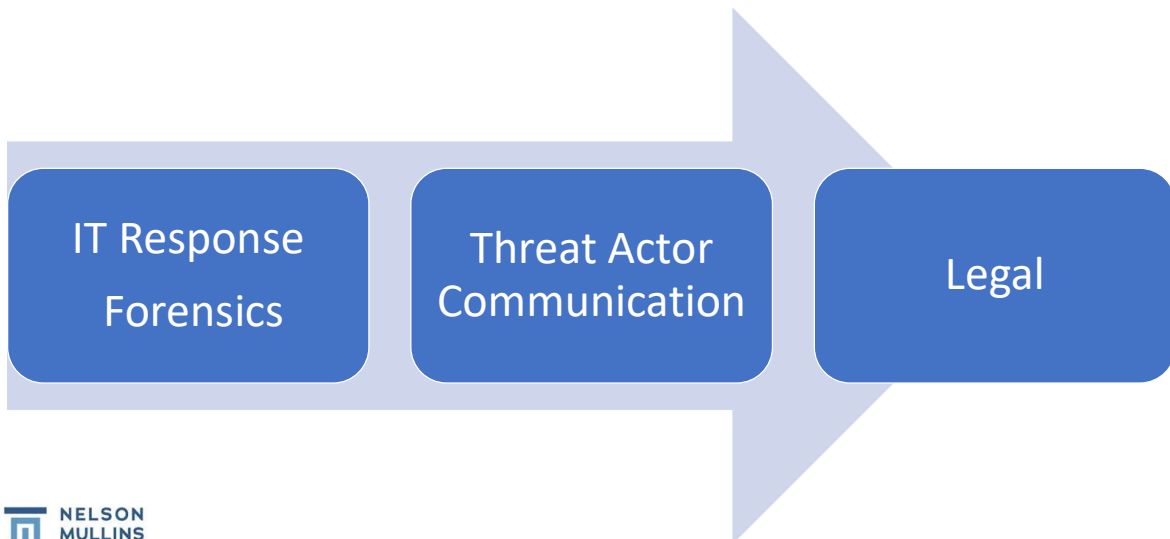 IT Response
Forensics
Threat Actor
Communication
Legal
NELSON
MULLINS